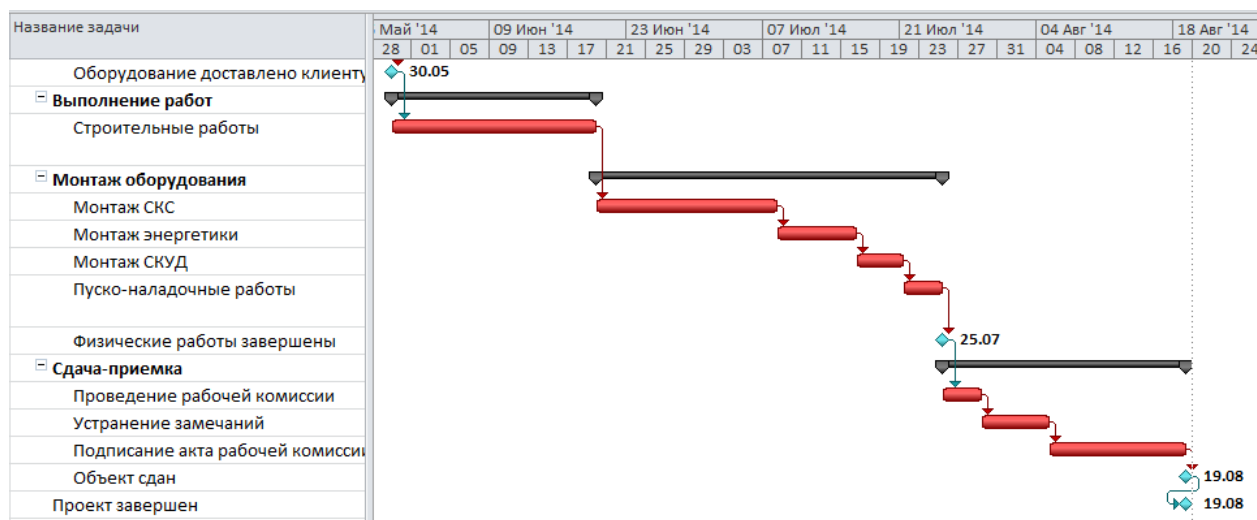 Название задачи
Май '14 09 Июн '14 23 Июн '14 07 Июл '14 21 Июл '14 04 Авг '14 18 Авг '14
28 01 05 09 13 17 21 25 29 03 07 11 15 19 23 27 31 04 08 12 16 20 24
Оборудование доставлено клиенту 30.05
Выполнение работ
Строительные работы
Монтаж оборудования
Монтаж СКС
Монтаж энергетики
Монтаж СКУД
Пуско-наладочные работы
Физические работы завершены 25.07
Сдача-приемка
Проведение рабочей комиссии
Устранение замечаний
Подписание акта рабочей комиссии
Объект сдан 19.08
Проект завершен 19.08